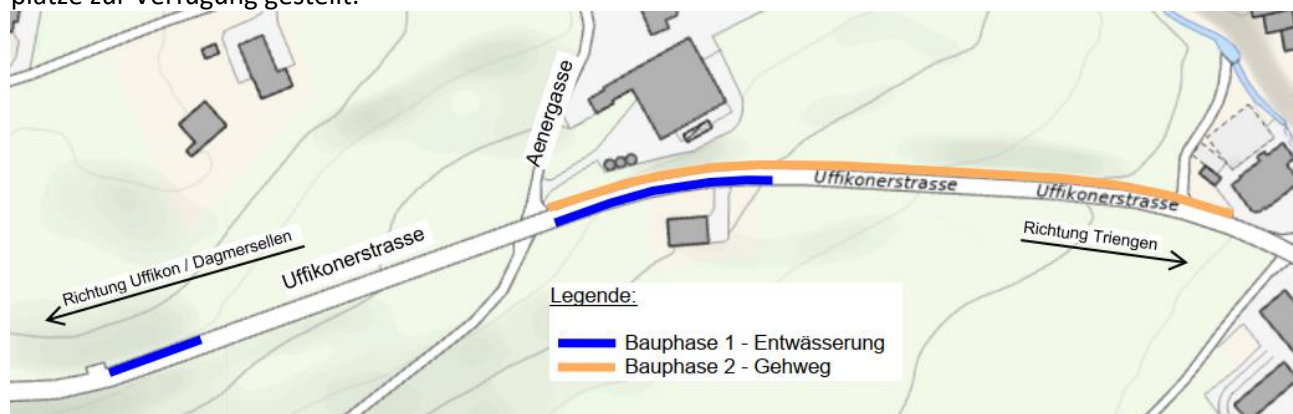 plätze zur Verfügung gestellt.
Aenergasse
Uffikonerstrasse
Uffikonerstrasse
Uffikonerstrasse
Richtung Uffikon / Dagmersellen
Richtung Triengen
Legende:
Bauphase 1 - Entwässerung
Bauphase 2 - Gehweg